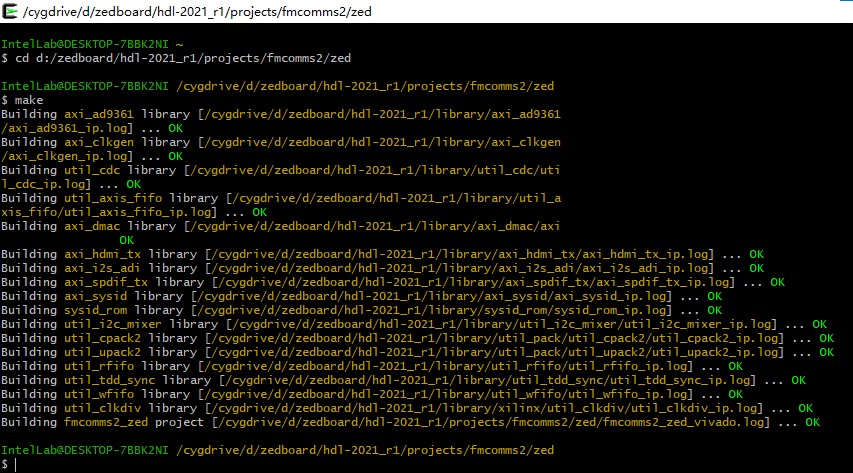 /cygdrive/d/zedboard/hdl-2021_r1/projects/fmcomms2/zed
IntelLab@DESKTOP-7BBK2NI ~
$ cd d:/zedboard/hdl-2021_r1/projects/fmcomms2/zed
IntelLab@DESKTOP-7BBK2NI /cygdrive/d/zedboard/hdl-2021_r1/projects/fmcomms2/zed
$ make
Building axi_ad9361 library [/cygdrive/d/zedboard/hdl-2021_r1/library/axi_ad9361
/axi_ad9361_ip.log] ... OK
Building axi_clkgen library [/cygdrive/d/zedboard/hdl-2021_r1/library/axi_clkgen
/axi_clkgen_ip.log] ... OK
Building util_cdc library [/cygdrive/d/zedboard/hdl-2021_r1/library/util_cdc/uti
l_cdc_ip.log] ... OK
Building util_axis_fifo library [/cygdrive/d/zedboard/hdl-2021_r1/library/util_a
xis_fifo/util_axis_fifo_ip.log] ... OK
Building axi_dmac library [/cygdrive/d/zedboard/hdl-2021_r1/library/axi_dmac/axi
OK
Building axi_hdmi_tx library [/cygdrive/d/zedboard/hdl-2021_r1/library/axi_hdmi_tx/axi_hdmi_tx_ip.log] ... OK
Building axi_i2s_adi library [/cygdrive/d/zedboard/hdl-2021_r1/library/axi_i2s_adi/axi_i2s_adi_ip.log] ... OK
Building axi_spdif_tx library [/cygdrive/d/zedboard/hdl-2021_r1/library/axi_spdif_tx/axi_spdif_tx_ip.log] ... OK
Building axi_sysid library [/cygdrive/d/zedboard/hdl-2021_r1/library/axi_sysid/axi_sysid_ip.log] ... OK
Building sysid_rom library [/cygdrive/d/zedboard/hdl-2021_r1/library/sysid_rom/sysid_rom_ip.log] ... OK
Building util_i2c_mixer library [/cygdrive/d/zedboard/hdl-2021_r1/library/util_i2c_mixer/util_i2c_mixer_ip.log] ... OK
Building util_cpack2 library [/cygdrive/d/zedboard/hdl-2021_r1/library/util_pack/util_cpack2/util_cpack2_ip.log] ... OK
Building util_upack2 library [/cygdrive/d/zedboard/hdl-2021_r1/library/util_pack/util_upack2/util_upack2_ip.log] ... OK
Building util_rfifo library [/cygdrive/d/zedboard/hdl-2021_r1/library/util_rfifo/util_rfifo_ip.log] ... OK
Building util_tdd_sync library [/cygdrive/d/zedboard/hdl-2021_r1/library/util_tdd_sync/util_tdd_sync_ip.log] ... OK
Building util_wfifo library [/cygdrive/d/zedboard/hdl-2021_r1/library/util_wfifo/util_wfifo_ip.log] ... OK
Building util_clkdiv library [/cygdrive/d/zedboard/hdl-2021_r1/library/xilinx/util_clkdiv/util_clkdiv_ip.log] ... OK
Building fmcomms2_zed project [/cygdrive/d/zedboard/hdl-2021_r1/projects/fmcomms2/zed/fmcomms2_zed_vivado.log] ... OK
IntelLab@DESKTOP-7BBK2NI /cygdrive/d/zedboard/hdl-2021_r1/projects/fmcomms2/zed
$